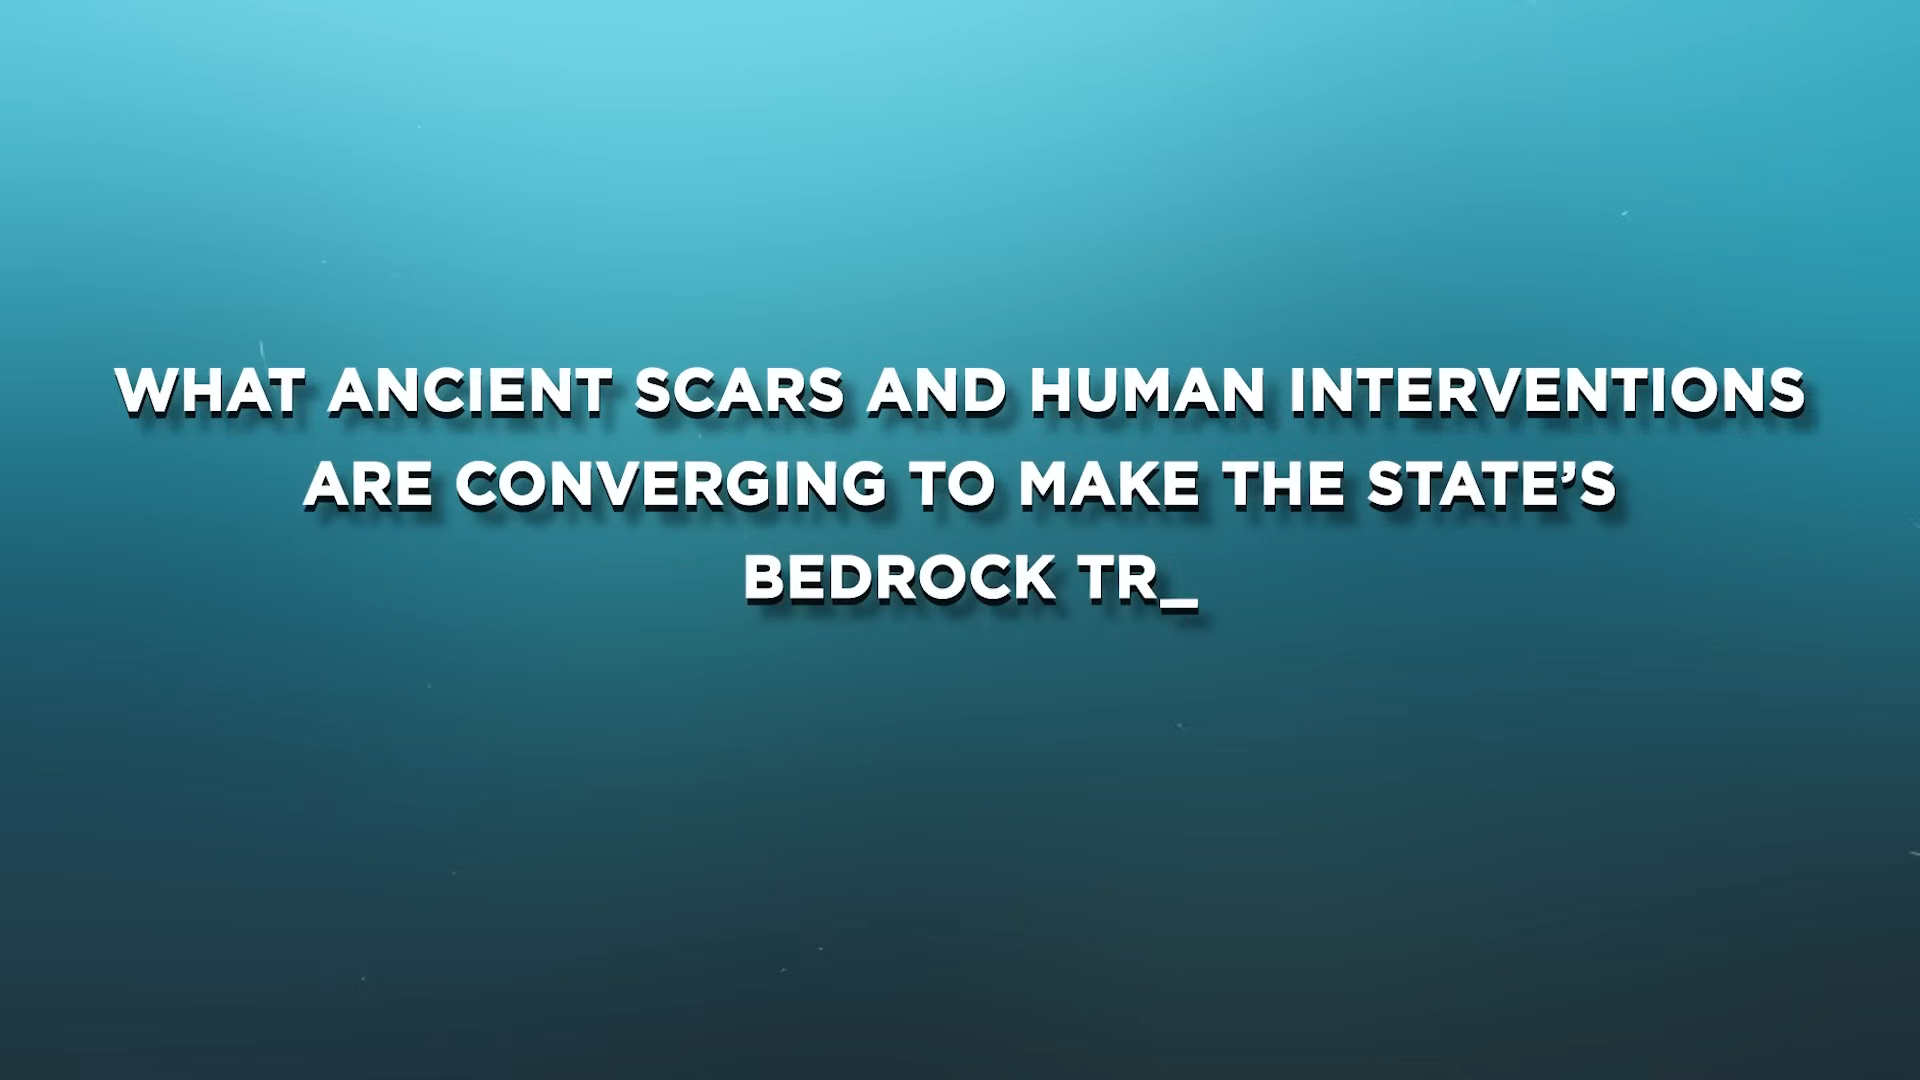 WHAT ANCIENT SCARS AND HUMAN INTERVENTIONS
ARE CONVERGING TO MAKE THE STATE’S
BEDROCK TR_